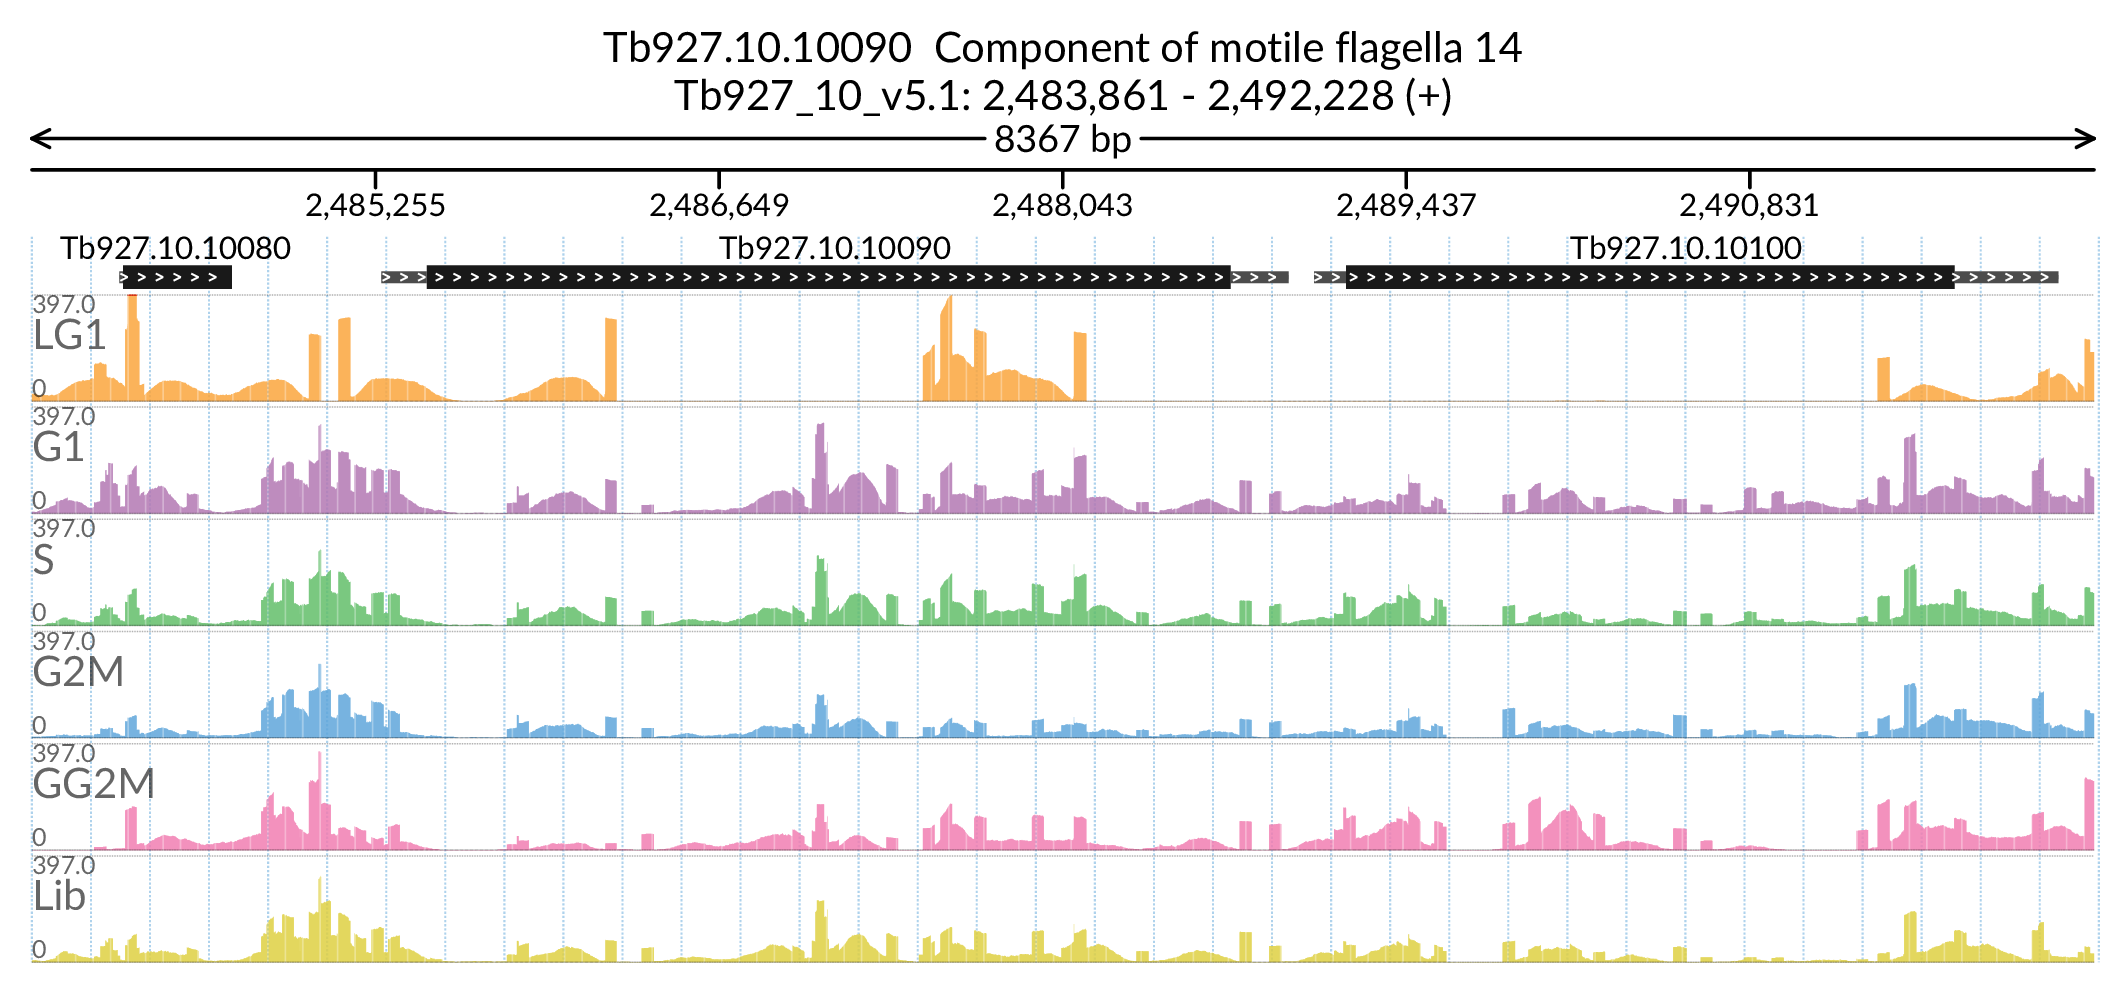 Tb927.10.10090  Component of motile flagella 14
Tb927_10_v5.1: 2,483,861 - 2,492,228 (+)
8367 bp
2,485,255 2,486,649 2,488,043 2,489,437 2,490,831
Tb927.10.10080 Tb927.10.10090 Tb927.10.10100
397.0
LG1
0
397.0
G1
0
397.0
S
0
397.0
G2M
0
397.0
GG2M
0
397.0
Lib
0